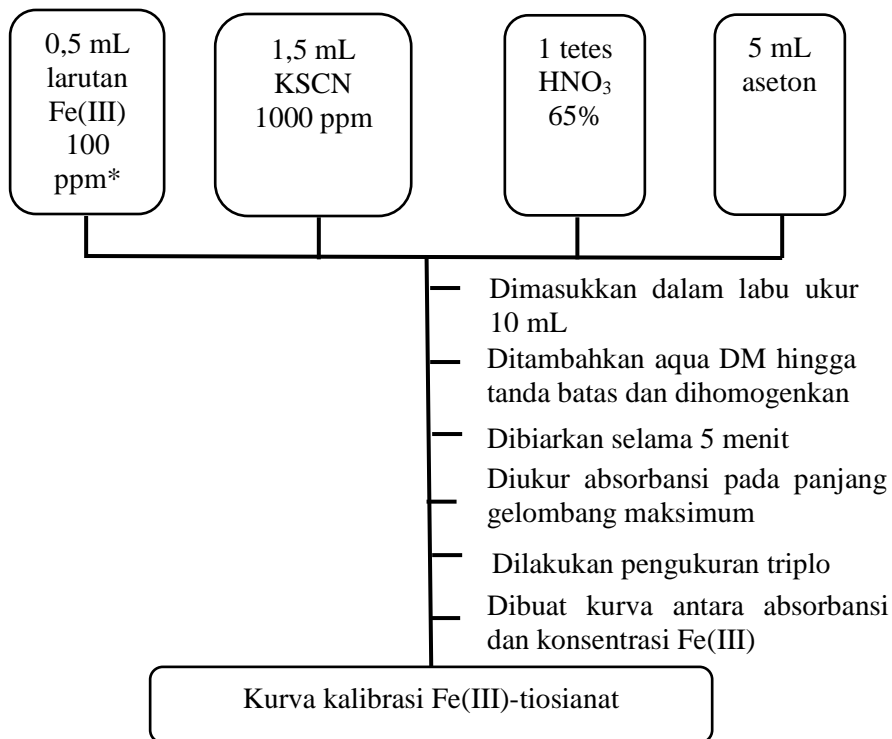 0,5 mL
larutan
Fe(III)
100
ppm*
1,5 mL
KSCN
1000 ppm
1 tetes
HNO₃
65%
5 mL
aseton
Dimasukkan dalam labu ukur
10 mL
Ditambahkan aqua DM hingga
tanda batas dan dihomogenkan
Dibiarkan selama 5 menit
Diukur absorbansi pada panjang
gelombang maksimum
Dilakukan pengukuran triplo
Dibuat kurva antara absorbansi
dan konsentrasi Fe(III)
Kurva kalibrasi Fe(III)-tiosianat